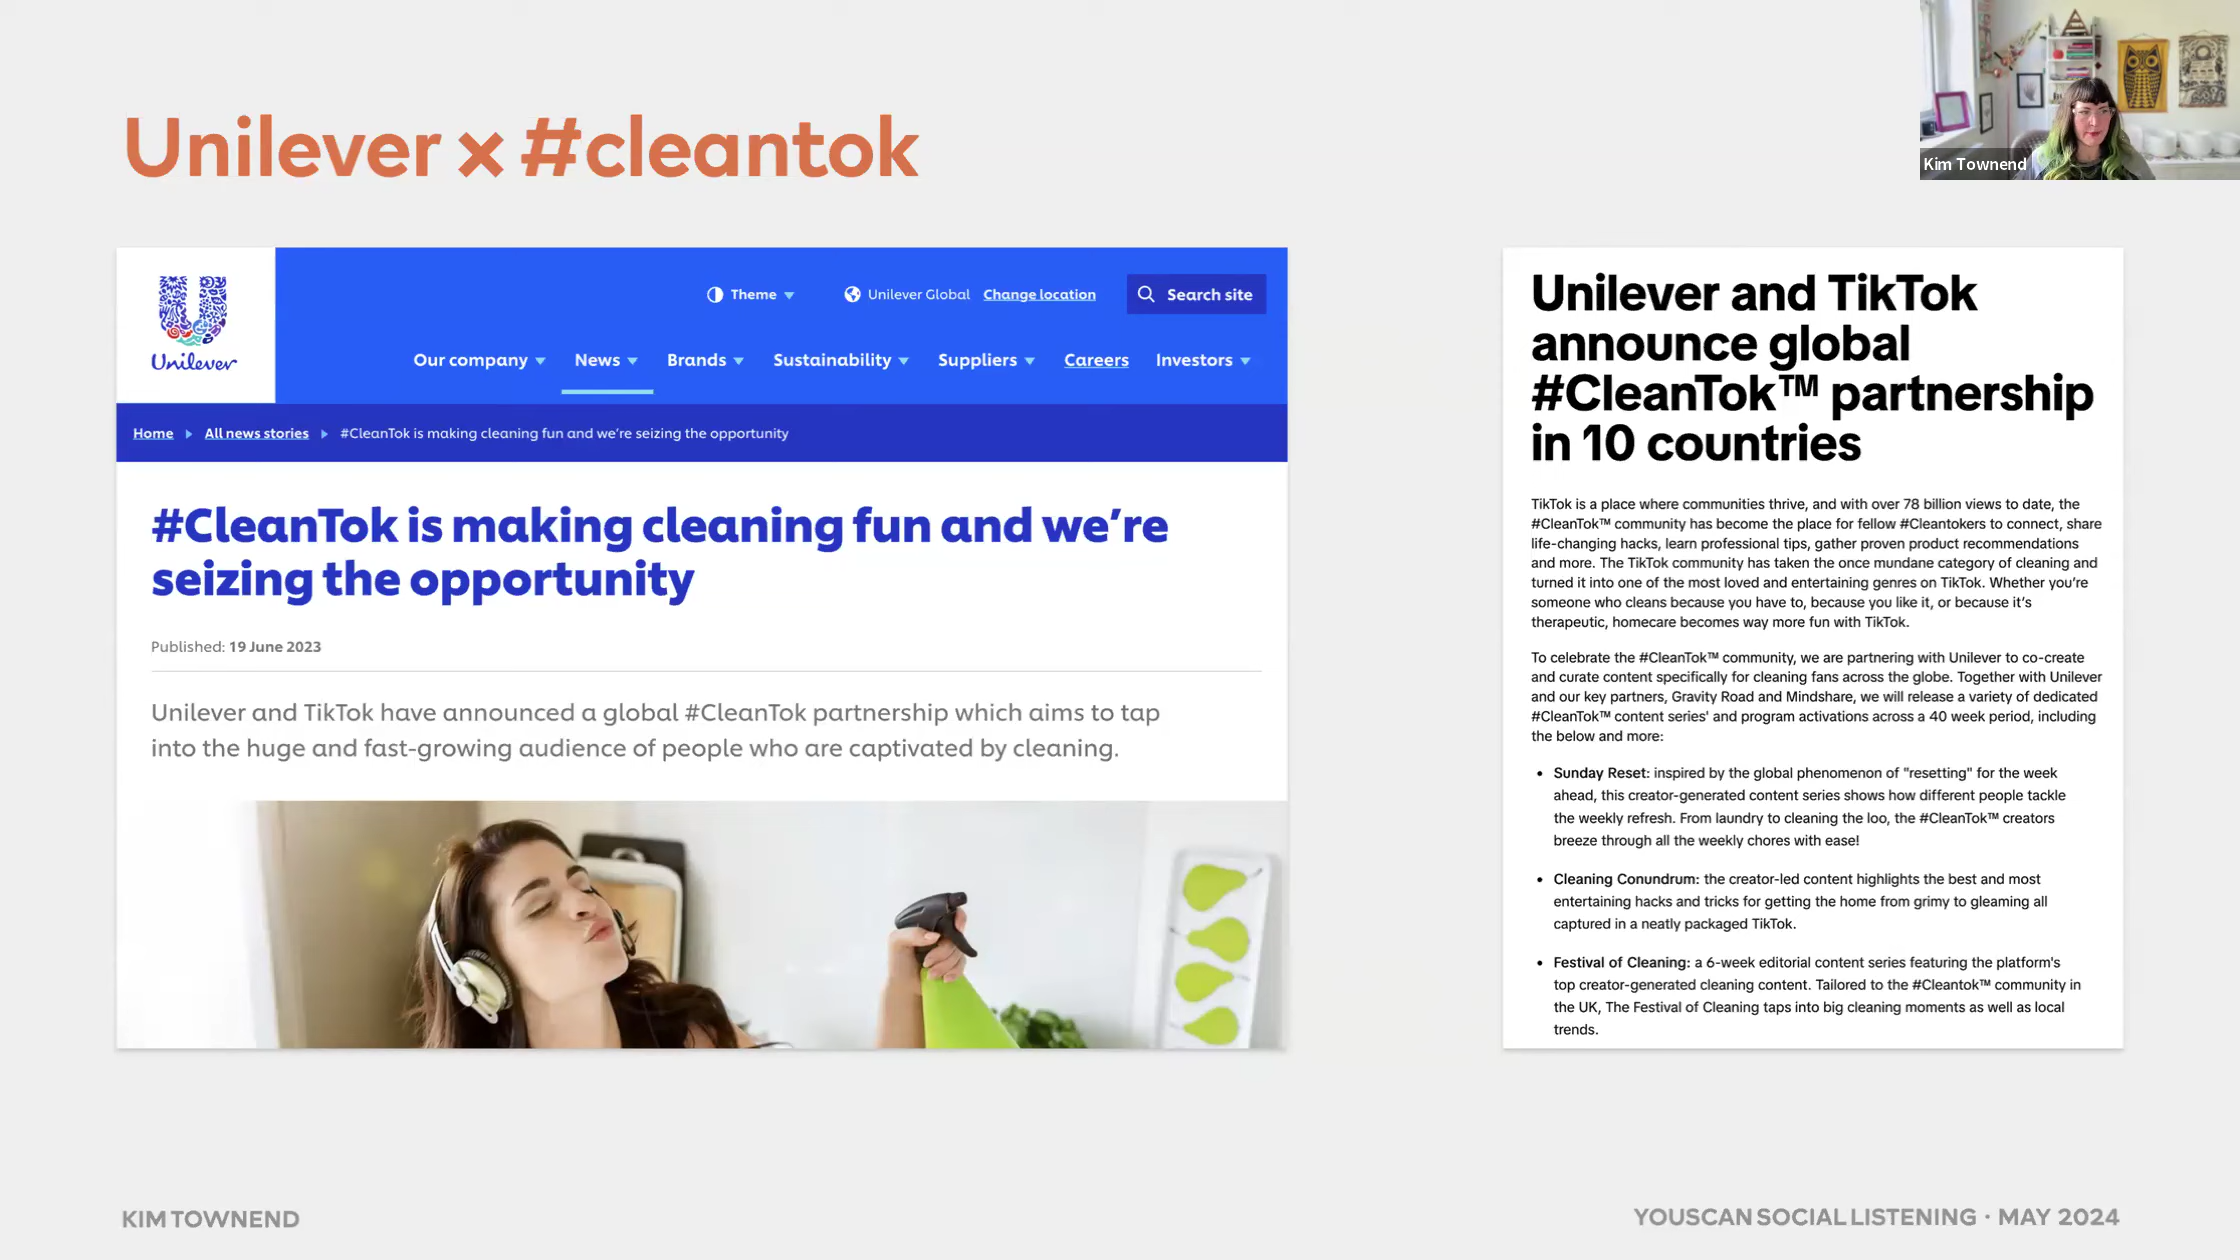 Unilever × #cleantok
Kim Townend
Unilever
Theme
Unilever Global
Change location
Search site
Our company
News
Brands
Sustainability
Suppliers
Careers
Investors
Home
All news stories
#CleanTok is making cleaning fun and we’re seizing the opportunity
#CleanTok is making cleaning fun and we’re
seizing the opportunity
Published: 19 June 2023
Unilever and TikTok have announced a global #CleanTok partnership which aims to tap
into the huge and fast-growing audience of people who are captivated by cleaning.
Unilever and TikTok
announce global
#CleanTok™ partnership
in 10 countries
TikTok is a place where communities thrive, and with over 78 billion views to date, the
#CleanTok™ community has become the place for fellow #Cleantokers to connect, share
life-changing hacks, learn professional tips, gather proven product recommendations
and more. The TikTok community has taken the once mundane category of cleaning and
turned it into one of the most loved and entertaining genres on TikTok. Whether you’re
someone who cleans because you have to, because you like it, or because it’s
therapeutic, homecare becomes way more fun with TikTok.
To celebrate the #CleanTok™ community, we are partnering with Unilever to co-create
and curate content specifically for cleaning fans across the globe. Together with Unilever
and our key partners, Gravity Road and Mindshare, we will release a variety of dedicated
#CleanTok™ content series' and program activations across a 40 week period, including
the below and more:
• Sunday Reset: inspired by the global phenomenon of "resetting" for the week
ahead, this creator-generated content series shows how different people tackle
the weekly refresh. From laundry to cleaning the loo, the #CleanTok™ creators
breeze through all the weekly chores with ease!
• Cleaning Conundrum: the creator-led content highlights the best and most
entertaining hacks and tricks for getting the home from grimy to gleaming all
captured in a neatly packaged TikTok.
• Festival of Cleaning: a 6-week editorial content series featuring the platform's
top creator-generated cleaning content. Tailored to the #Cleantok™ community in
the UK, The Festival of Cleaning taps into big cleaning moments as well as local
trends.
KIM TOWNEND
YOUSCAN SOCIAL LISTENING · MAY 2024